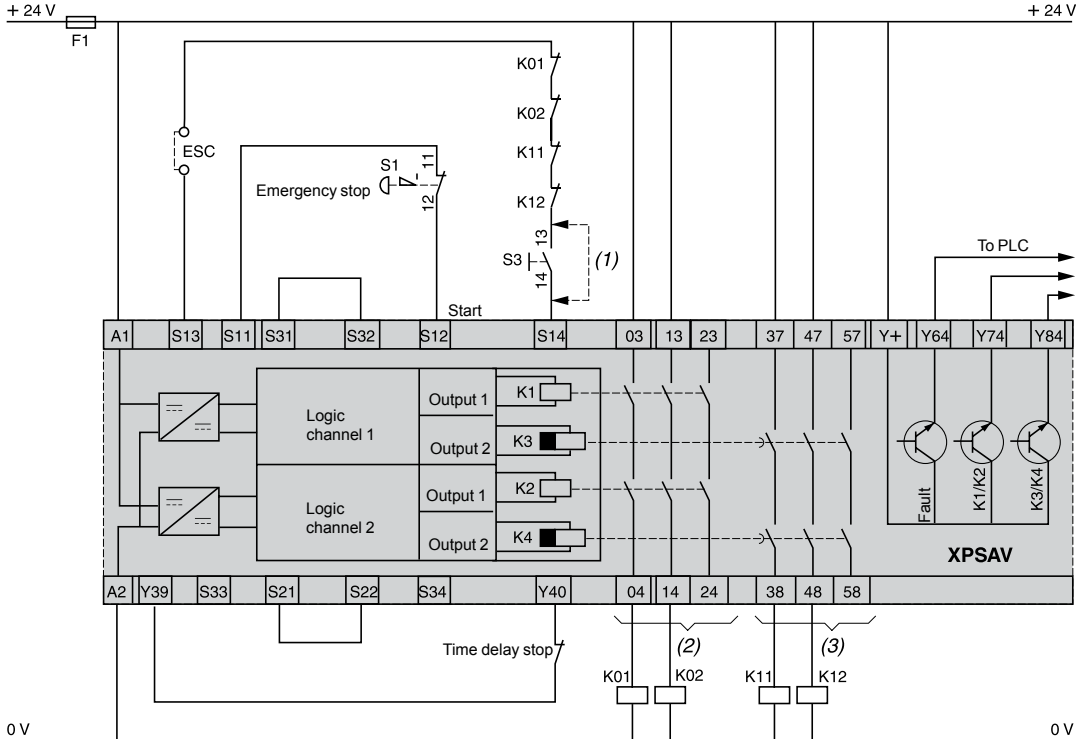 + 24 V
+ 24 V
F1
K01
K02
ESC
K11
S1
11
Emergency stop
12
K12
13
S3
14
(1)
To PLC
Start
A1
S13
S11
S31
S32
S12
S14
03
13
23
37
47
57
Y+
Y64
Y74
Y84
Logic
channel 1
Output 1
K1
Output 2
K3
Logic
channel 2
Output 1
K2
Output 2
K4
Fault
K1/K2
K3/K4
XPSAV
A2
Y39
S33
S21
S22
S34
Y40
04
14
24
38
48
58
Time delay stop
(2)
(3)
K01
K02
K11
K12
0 V
0 V